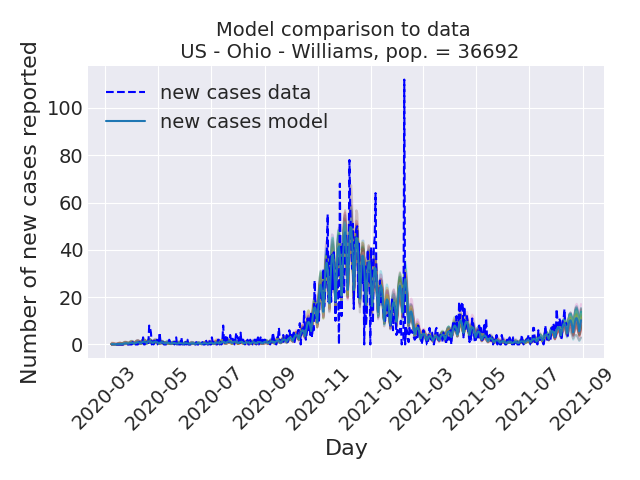 Model comparison to data
US - Ohio - Williams, pop. = 36692
Number of new cases reported
new cases data
new cases model
100
80
60
40
20
0
2020-03
2020-05
2020-07
2020-09
2020-11
2021-01
2021-03
2021-05
2021-07
2021-09
Day